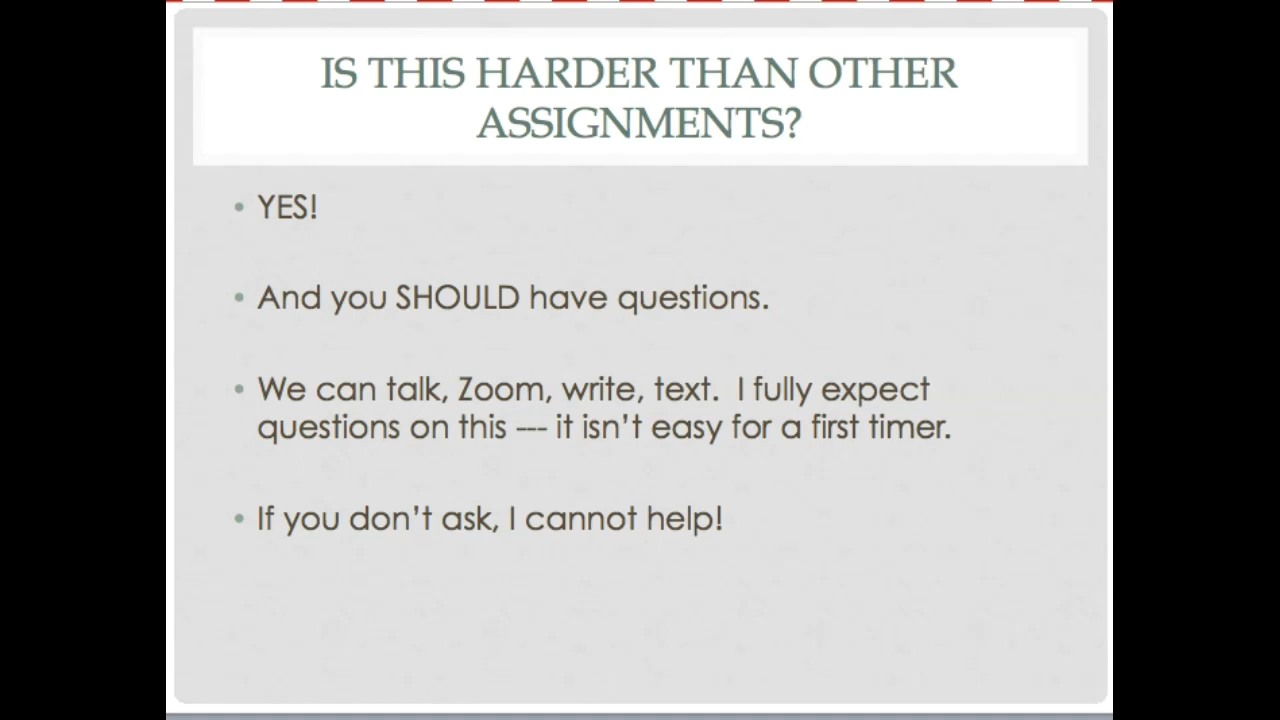 IS THIS HARDER THAN OTHER
ASSIGNMENTS?
• YES!
• And you SHOULD have questions.
• We can talk, Zoom, write, text.  I fully expect
questions on this --- it isn’t easy for a first timer.
• If you don’t ask, I cannot help!